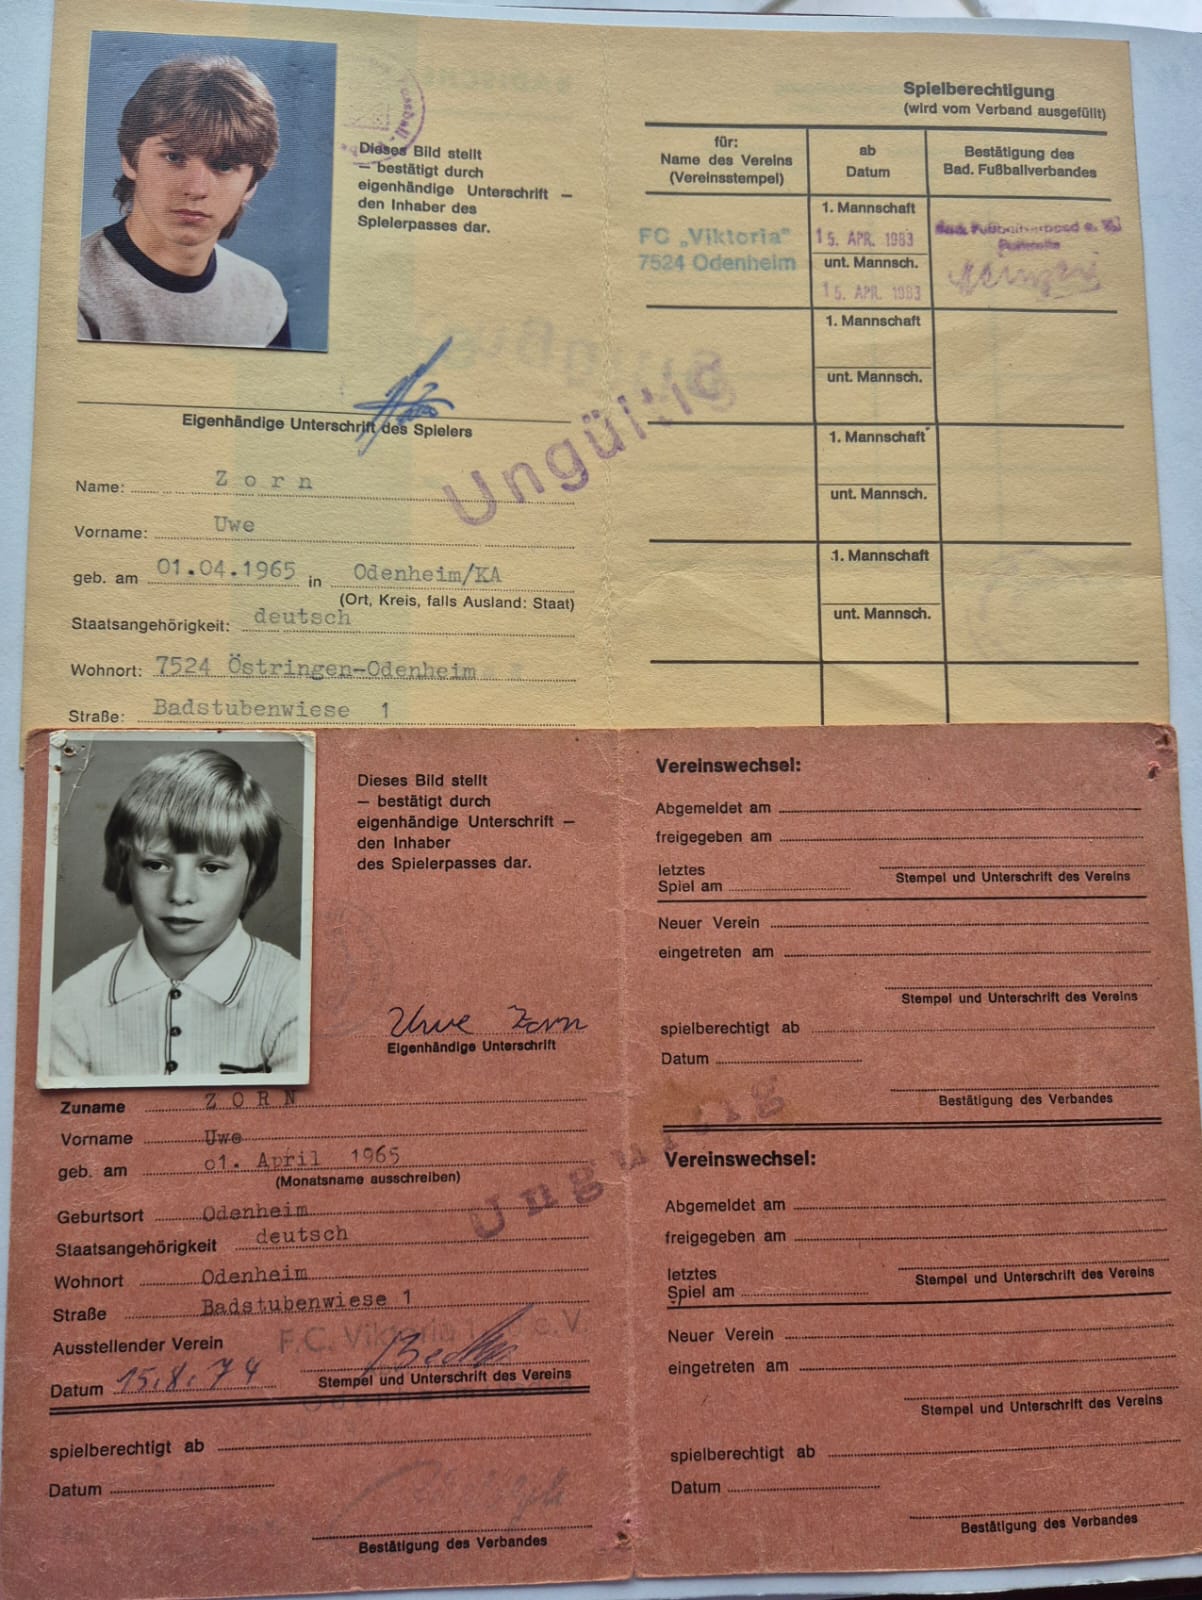 Dieses Bild stellt
— bestätigt durch
eigenhändige Unterschrift —
den Inhaber des
Spielerpasses dar.
Eigenhändige Unterschrift des Spielers
Name: Zorn
Vorname: Uwe
geb. am 01.04.1965 in Odenheim/KA
(Ort, Kreis, falls Ausland: Staat)
Staatsangehörigkeit: deutsch
Wohnort: 7524 Östringen-Odenheim
Straße: Badstubenwiese 1
Ungültig
Spielberechtigung
(wird vom Verband ausgefüllt)
für:
Name des Vereins
(Vereinsstempel)
ab
Datum
Bestätigung des
Bad. Fußballverbandes
FC „Viktoria"
7524 Odenheim
1. Mannschaft
15. APR. 1983
unt. Mannsch.
15. APR. 1983
1. Mannschaft
unt. Mannsch.
1. Mannschaft
unt. Mannsch.
1. Mannschaft
unt. Mannsch.
Dieses Bild stellt
— bestätigt durch
eigenhändige Unterschrift —
den Inhaber
des Spielerpasses dar.
Uwe Zorn
Eigenhändige Unterschrift
Zuname ZORN
Vorname Uwe
geb. am 01. April 1965
(Monatsname ausschreiben)
Geburtsort Odenheim
Staatsangehörigkeit deutsch
Wohnort Odenheim
Straße Badstubenwiese 1
Ausstellender Verein F.C. Viktoria e.V.
Datum 15.8.74
Stempel und Unterschrift des Vereins
spielberechtigt ab
Datum
Bestätigung des Verbandes
Ungültig
Vereinswechsel:
Abgemeldet am
freigegeben am
letztes
Spiel am
Stempel und Unterschrift des Vereins
Neuer Verein
eingetreten am
Stempel und Unterschrift des Vereins
spielberechtigt ab
Datum
Bestätigung des Verbandes
Vereinswechsel:
Abgemeldet am
freigegeben am
letztes
Spiel am
Stempel und Unterschrift des Vereins
Neuer Verein
eingetreten am
Stempel und Unterschrift des Vereins
spielberechtigt ab
Datum
Bestätigung des Verbandes